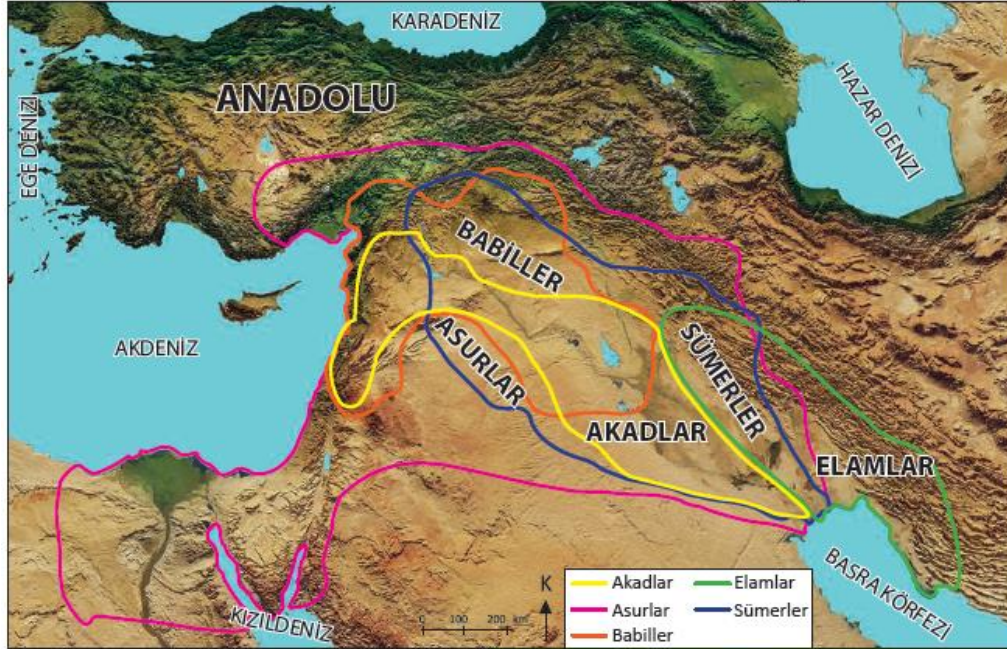 KARADENİZ
ANADOLU
HAZAR DENİZİ
EGE DENİZİ
BABİLLER
AKDENİZ
ASURLAR
SÜMERLER
AKADLAR
ELAMLAR
KIZILDENİZ
BASRA KÖRFEZİ
K
0 100 200 km
Akadlar Elamlar
Asurlar Sümerler
Babiller